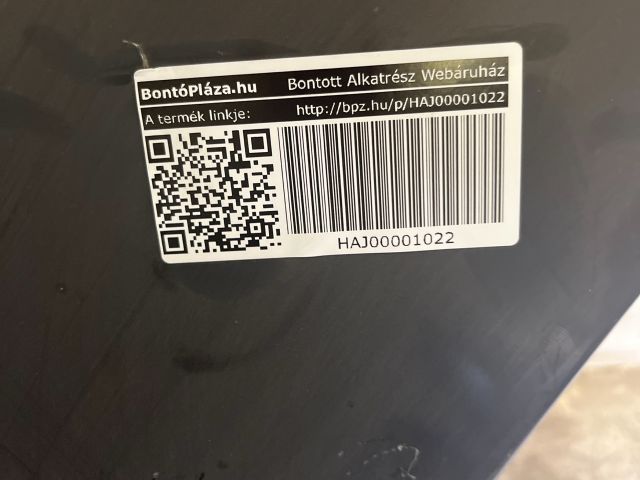 BontóPláza.hu Bontott Alkatrész Webáruház
A termék linkje: http://bpz.hu/p/HAJ00001022
HAJ00001022